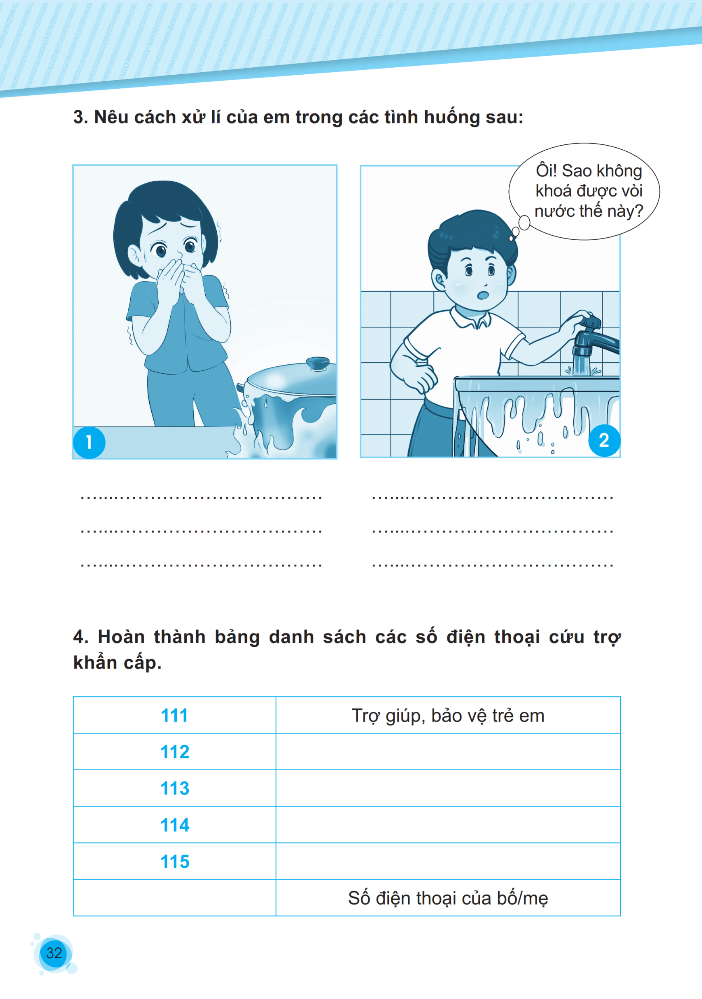 3. Nêu cách xử lí của em trong các tình huống sau:
Ôi! Sao không
khoá được vòi
nước thế này?
1
2
4. Hoàn thành bảng danh sách các số điện thoại cứu trợ
khẩn cấp.
111 Trợ giúp, bảo vệ trẻ em
112
113
114
115
Số điện thoại của bố/mẹ
32